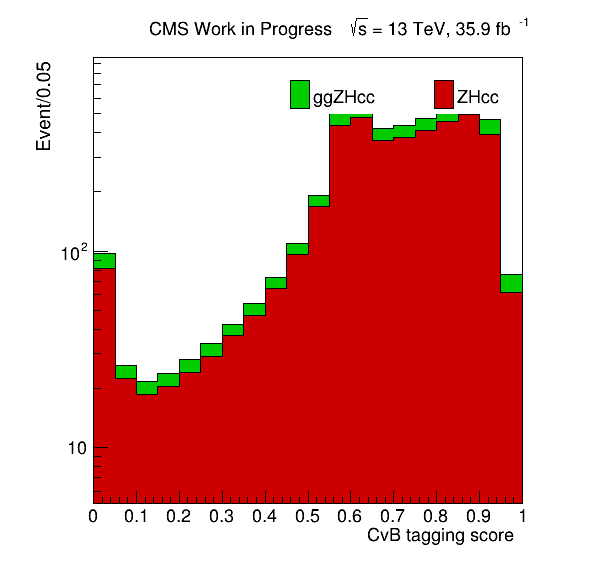 CMS Work in Progress √s = 13 TeV, 35.9 fb⁻¹
Event/0.05
ggZHcc ZHcc
10²
10
0 0.1 0.2 0.3 0.4 0.5 0.6 0.7 0.8 0.9 1
CvB tagging score